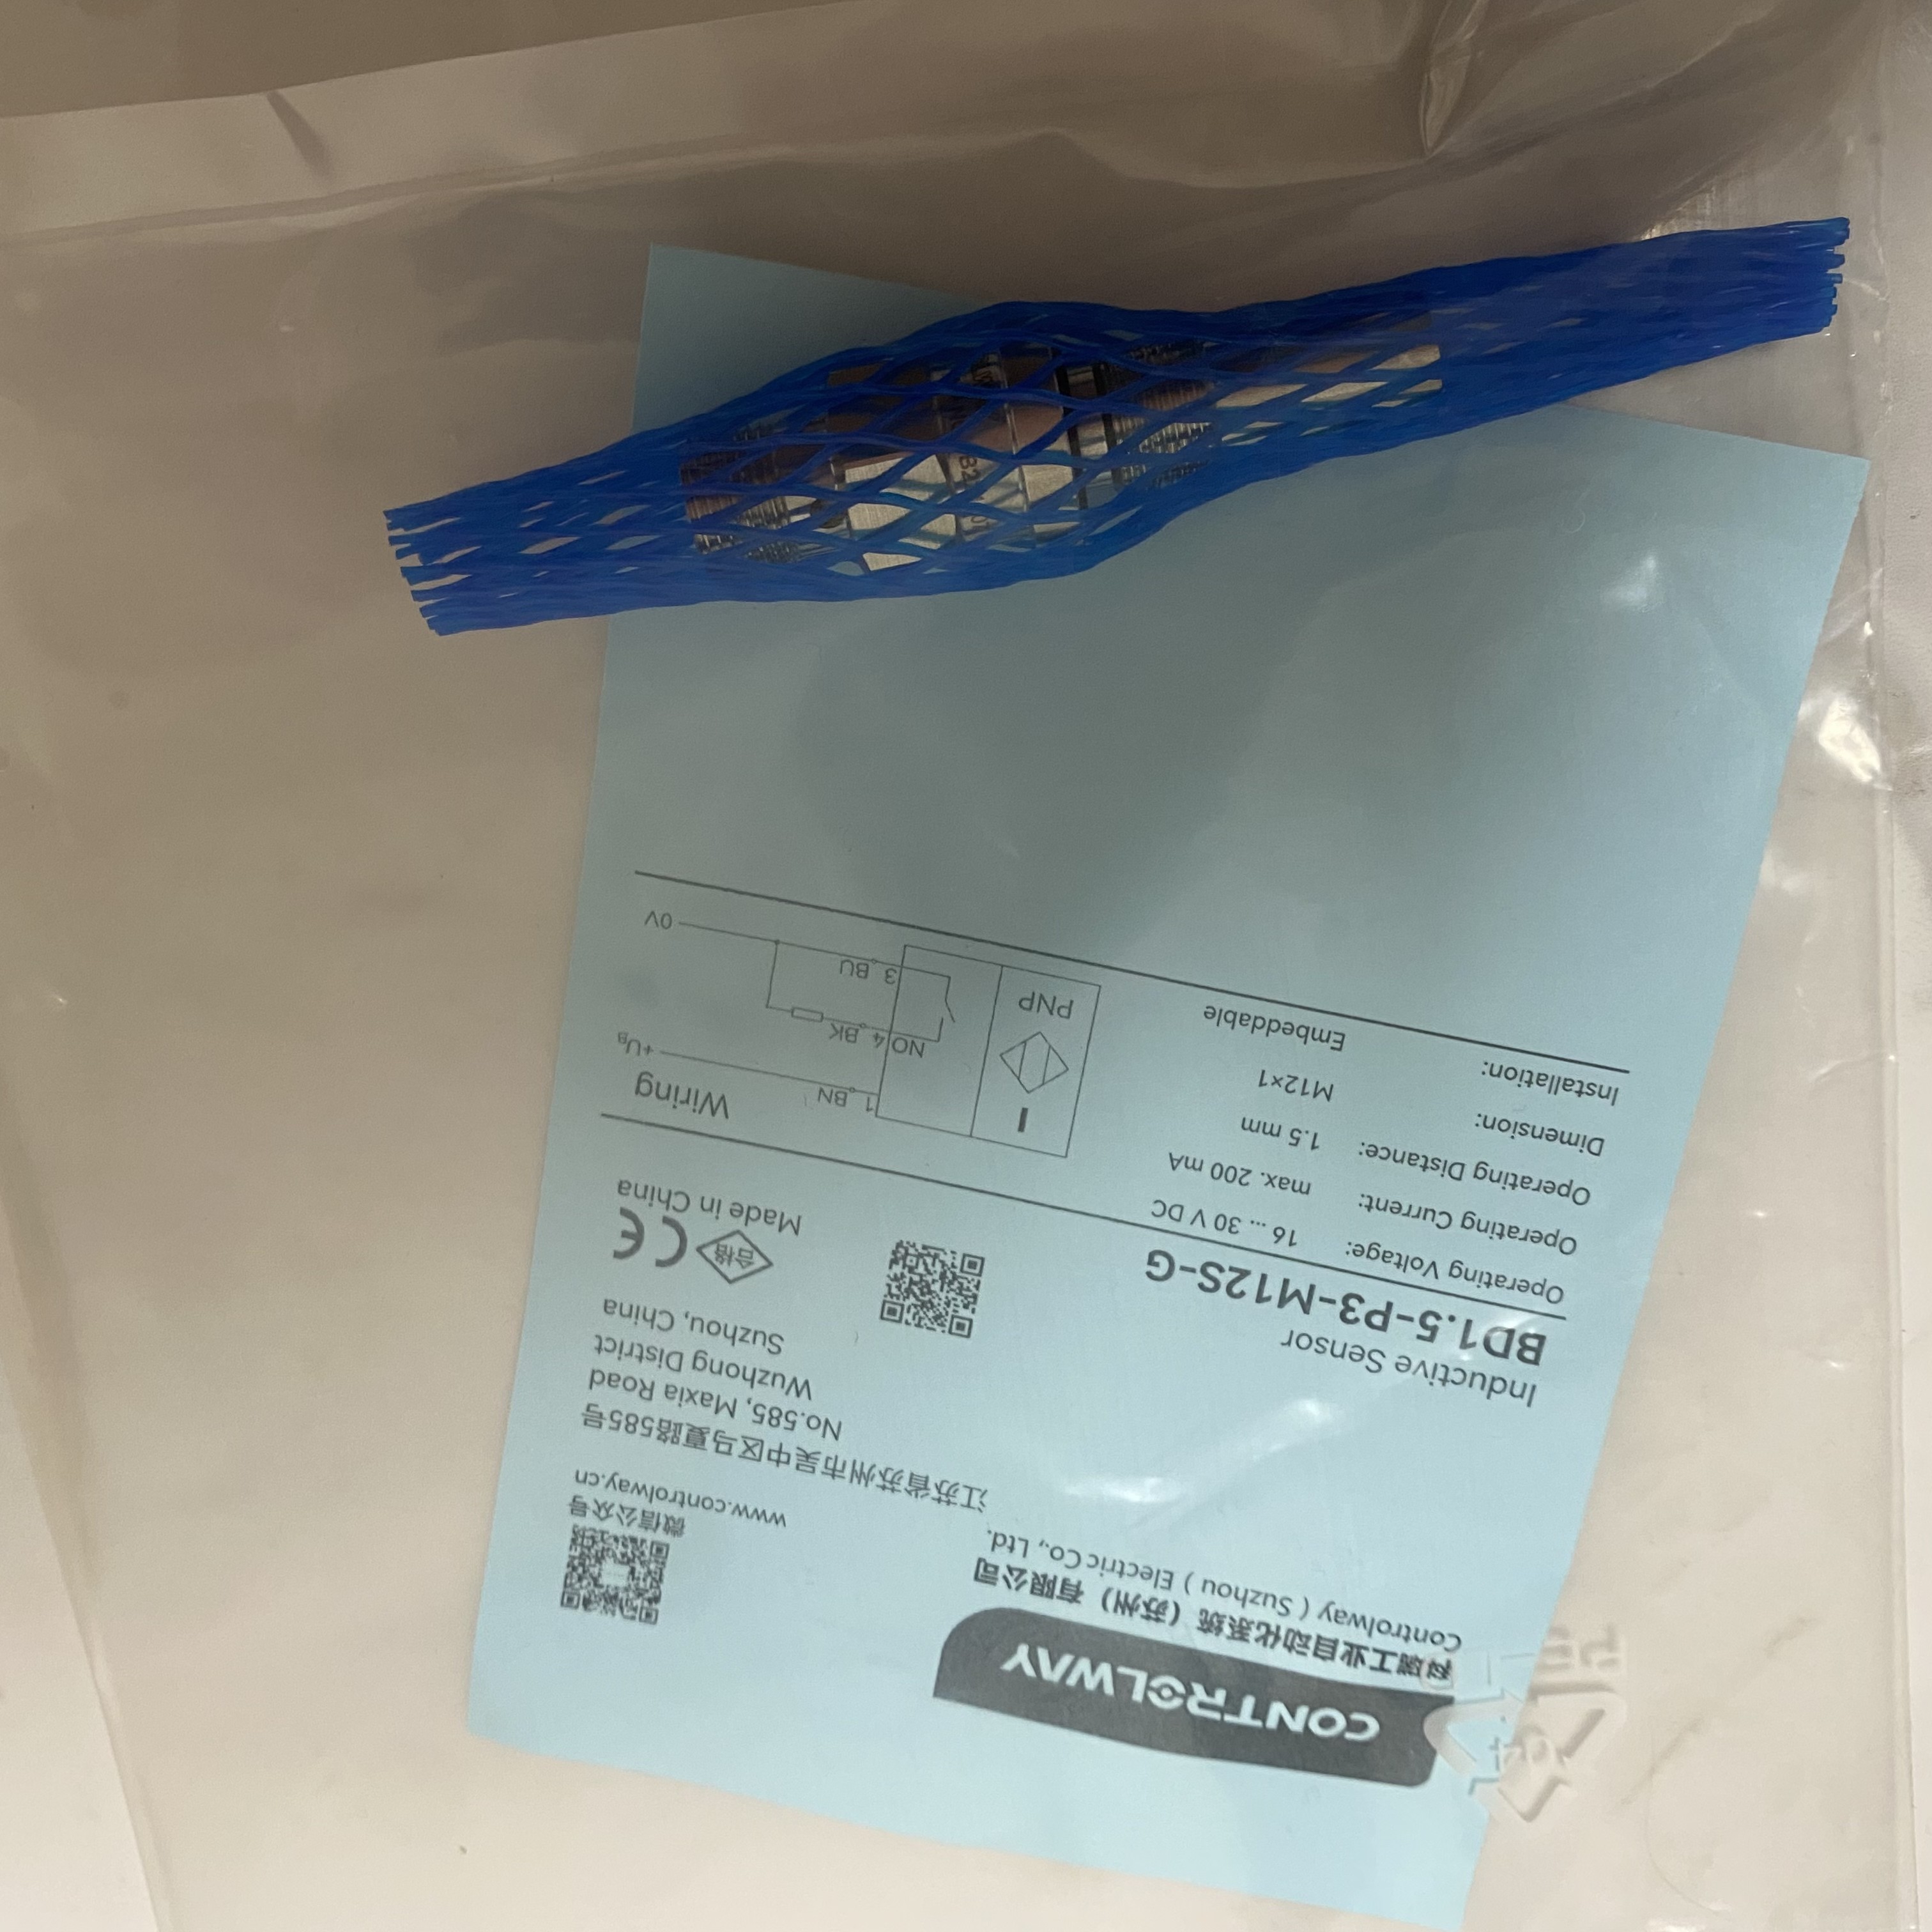 CONTROLWAY
科瑞工业自动化系统（苏州）有限公司
Controlway ( Suzhou ) Electric Co., Ltd.
微信公众号
www.controlway.cn
江苏省苏州市吴中区马夏路585号
No.585, Maxia Road
Wuzhong District
Suzhou, China
合格
CE
Made in China
Inductive Sensor
BD1.5-P3-M12S-G
Operating Voltage: 16 ... 30 V DC
Operating Current: max. 200 mA
Operating Distance: 1.5 mm
Dimension: M12×1
Installation: Embeddable
Wiring
I
PNP
1 BN +UB
NO 4 BK
3 BU 0V